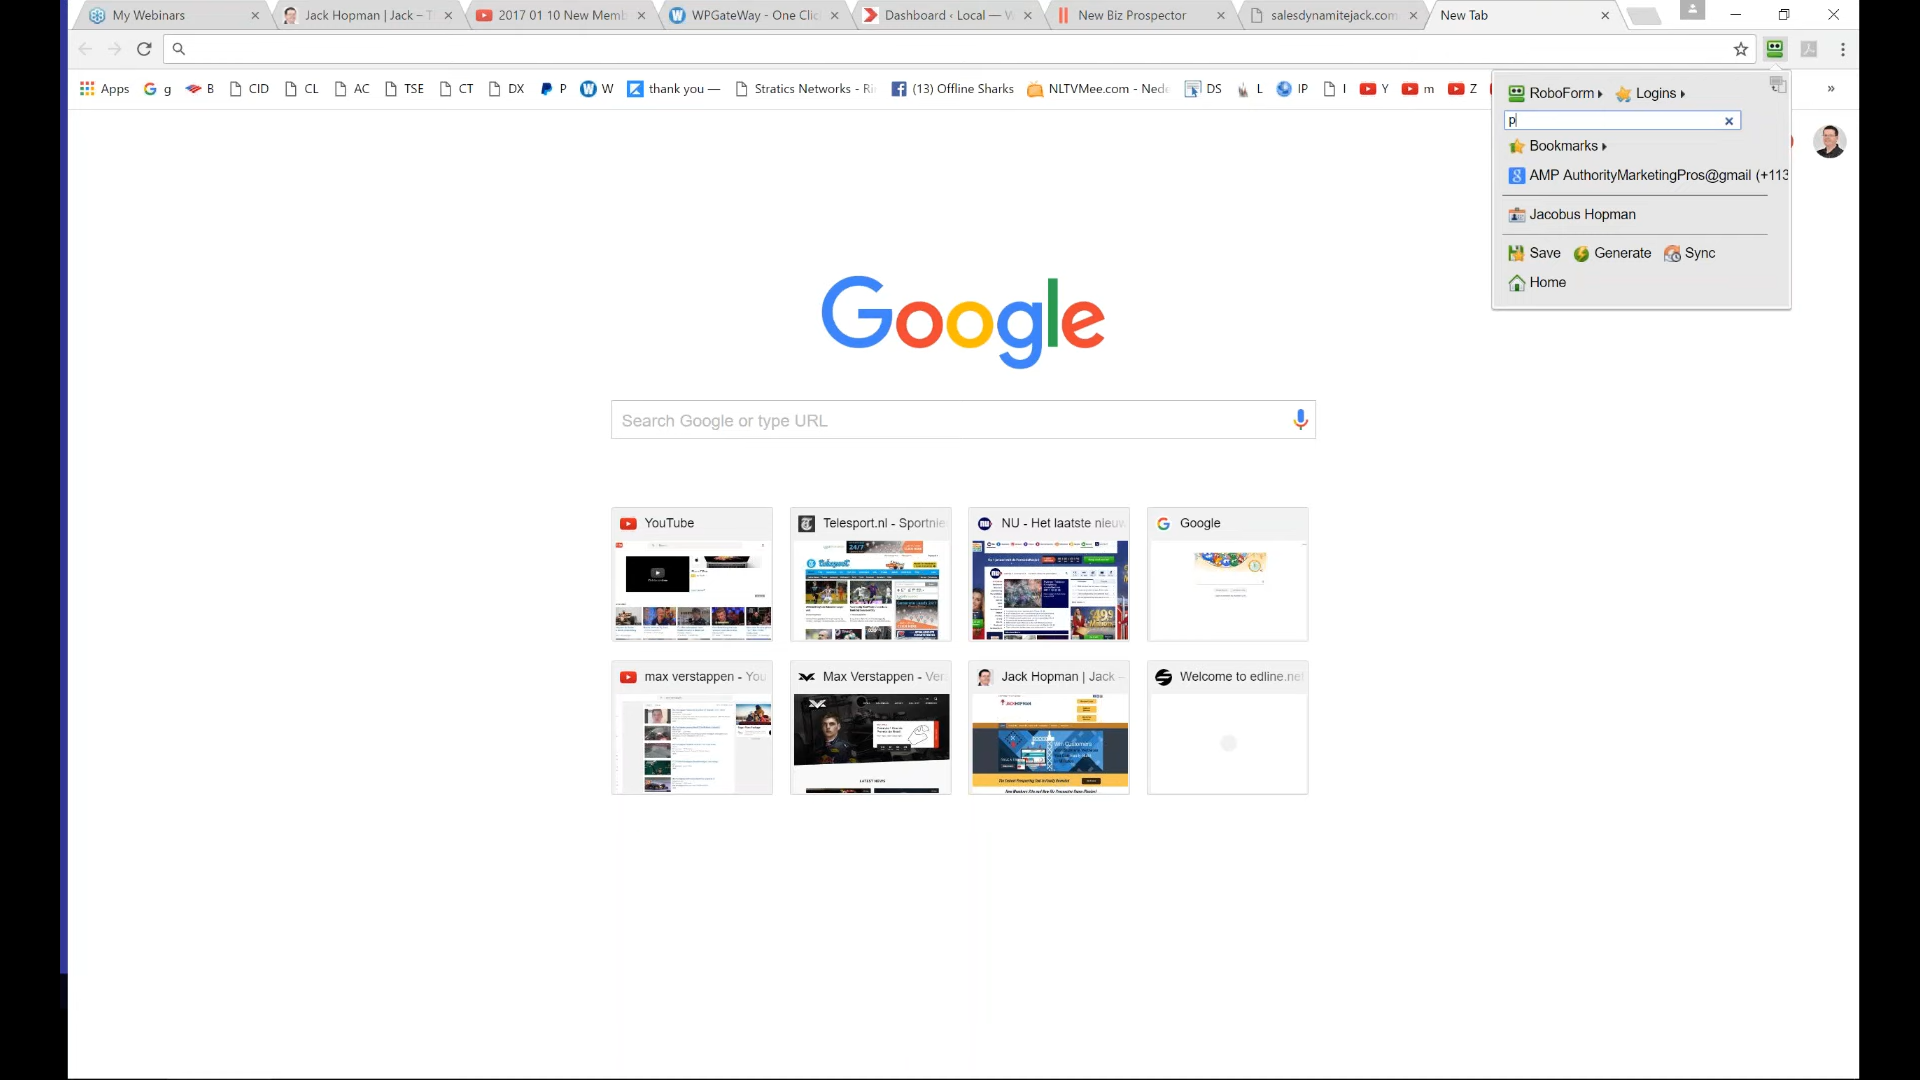 My Webinars
Jack Hopman | Jack – T
2017 01 10 New Memb
WPGateWay - One Clic
Dashboard ‹ Local — W
New Biz Prospector
salesdynamitejack.com
New Tab
Apps
g
B
CID
CL
AC
TSE
CT
DX
P
W
thank you —
Stratics Networks - Rin
(13) Offline Sharks
NLTVMee.com - Nede
DS
L
IP
I
Y
m
Z
»
RoboForm
Logins
p
Bookmarks
AMP AuthorityMarketingPros@gmail (+113
Jacobus Hopman
Save
Generate
Sync
Home
Google
Search Google or type URL
YouTube
Telesport.nl - Sportnie
NU - Het laatste nieuw
Google
max verstappen - You
Max Verstappen - Ver
Jack Hopman | Jack –
Welcome to edline.net